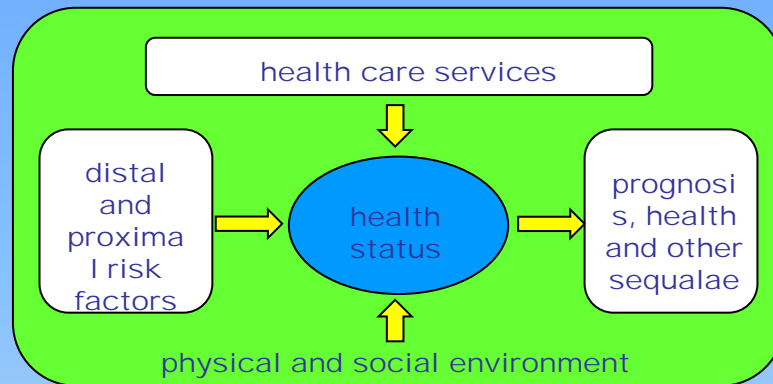 health care services
distal
and
proxima
l risk
factors
health
status
prognosi
s, health
and other
sequalae
physical and social environment